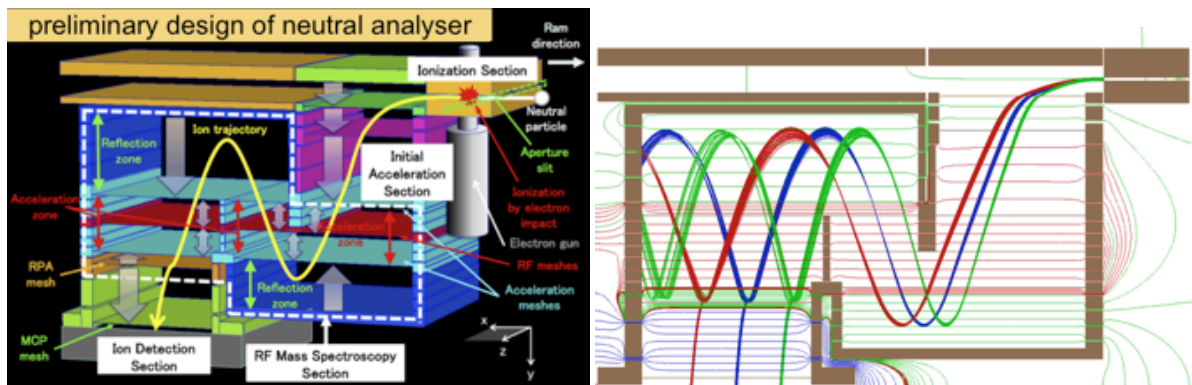 preliminary design of neutral analyser
Ram
direction
Ionization Section
Ion trajectory
Neutral
particle
Reflection
zone
Initial
Acceleration
Section
Aperture
slit
Acceleration
zone
Acceleration
zone
Ionization
by electron
impact
Electron gun
RPA
mesh
RF meshes
Reflection
zone
Acceleration
meshes
MCP
mesh
Ion Detection
Section
RF Mass Spectroscopy
Section
x
z
y